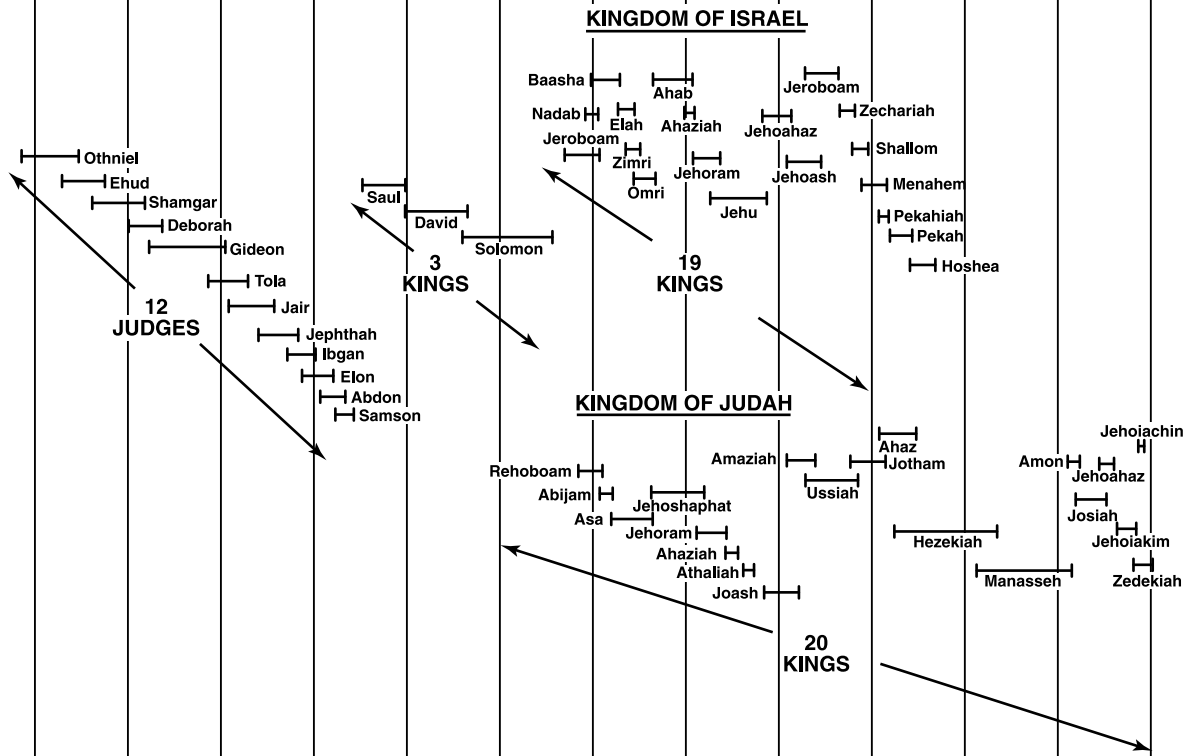 KINGDOM OF ISRAEL
Baasha
Ahab
Jeroboam
Nadab
Elah
Ahaziah
Jehoahaz
Zechariah
Jeroboam
Zimri
Jehoram
Jehoash
Shallom
Omri
Jehu
Menahem
Pekahiah
Pekah
Hoshea
19
KINGS
Othniel
Ehud
Shamgar
Deborah
Gideon
Tola
Jair
Jephthah
Ibgan
Elon
Abdon
Samson
12
JUDGES
Saul
David
Solomon
3
KINGS
KINGDOM OF JUDAH
Rehoboam
Abijam
Asa
Jehoshaphat
Jehoram
Ahaziah
Athaliah
Joash
Amaziah
Ussiah
Ahaz
Jotham
Hezekiah
Manasseh
Amon
Jehoiachin
Jehoahaz
Josiah
Jehoiakim
Zedekiah
20
KINGS